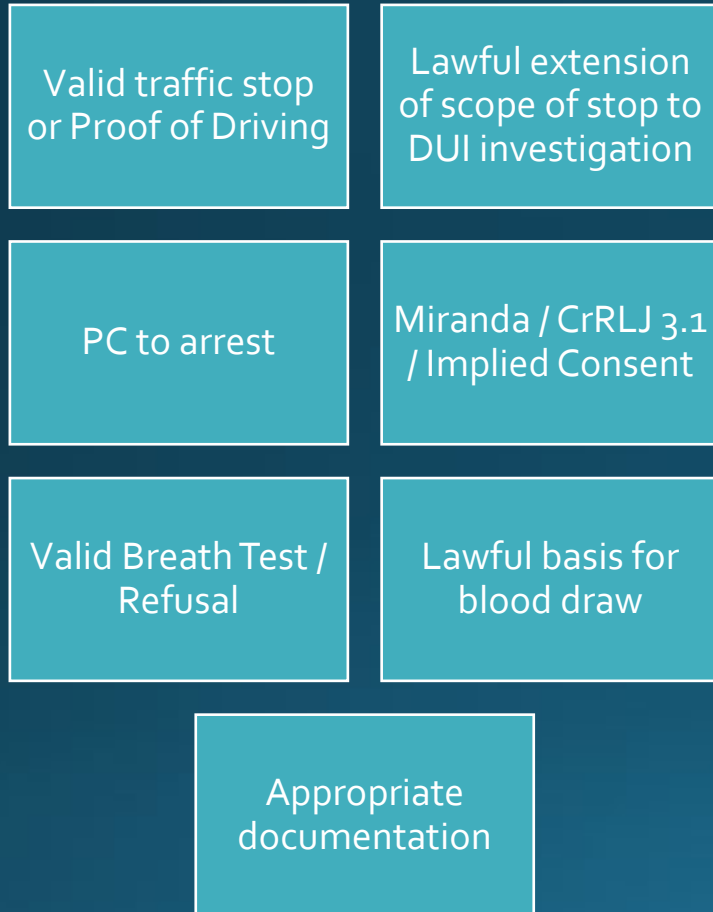 Valid traffic stop
or Proof of Driving
Lawful extension
of scope of stop to
DUI investigation
PC to arrest
Miranda / CrRLJ 3.1
/ Implied Consent
Valid Breath Test /
Refusal
Lawful basis for
blood draw
Appropriate
documentation